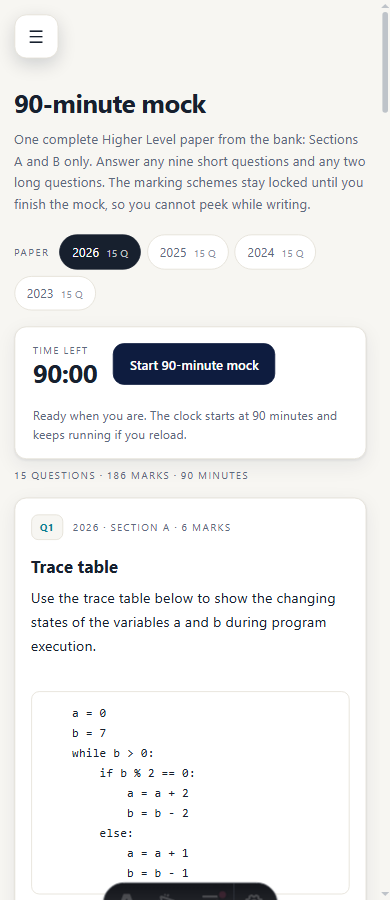 90-minute mock
One complete Higher Level paper from the bank: Sections
A and B only. Answer any nine short questions and any two
long questions. The marking schemes stay locked until you
finish the mock, so you cannot peek while writing.
PAPER 2026 15 Q 2025 15 Q 2024 15 Q
2023 15 Q
TIME LEFT
90:00
Start 90-minute mock
Ready when you are. The clock starts at 90 minutes and
keeps running if you reload.
15 QUESTIONS · 186 MARKS · 90 MINUTES
Q1 2026 · SECTION A · 6 MARKS
Trace table
Use the trace table below to show the changing
states of the variables a and b during program
execution.
a = 0
b = 7
while b > 0:
    if b % 2 == 0:
        a = a + 2
        b = b - 2
    else:
        a = a + 1
        b = b - 1